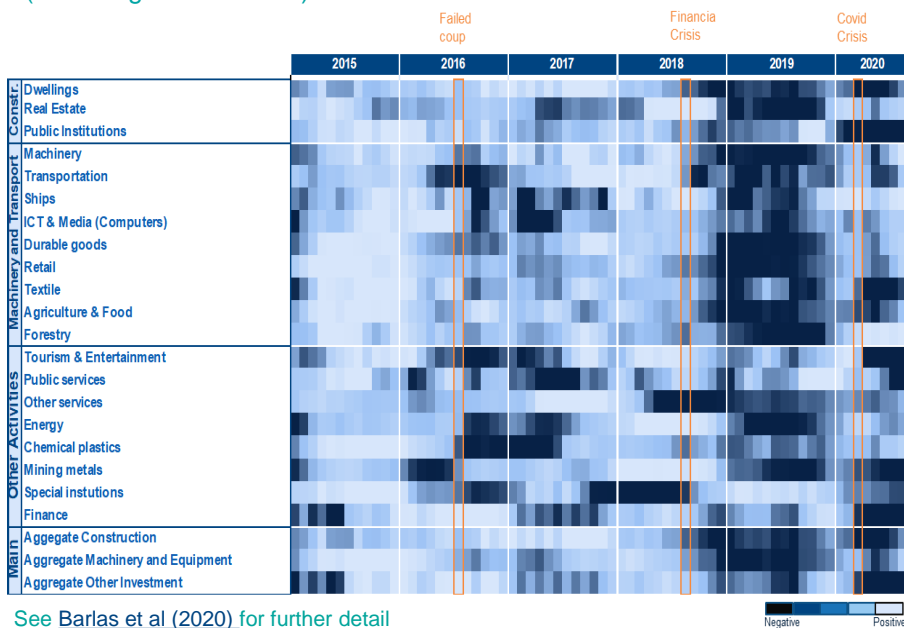 Failed
coup
Financia
Crisis
Covid
Crisis
2015 2016 2017 2018 2019 2020
Constr.
Dwellings
Real Estate
Public Institutions
Machinery and Transport
Machinery
Transportation
Ships
ICT & Media (Computers)
Durable goods
Retail
Textile
Agriculture & Food
Forestry
Other Activities
Tourism & Entertainment
Public services
Other services
Energy
Chemical plastics
Mining metals
Special instutions
Finance
Main
Aggegate Construction
Aggregate Machinery and Equipment
Aggregate Other Investment
See Barlas et al (2020) for further detail
Negative Positive